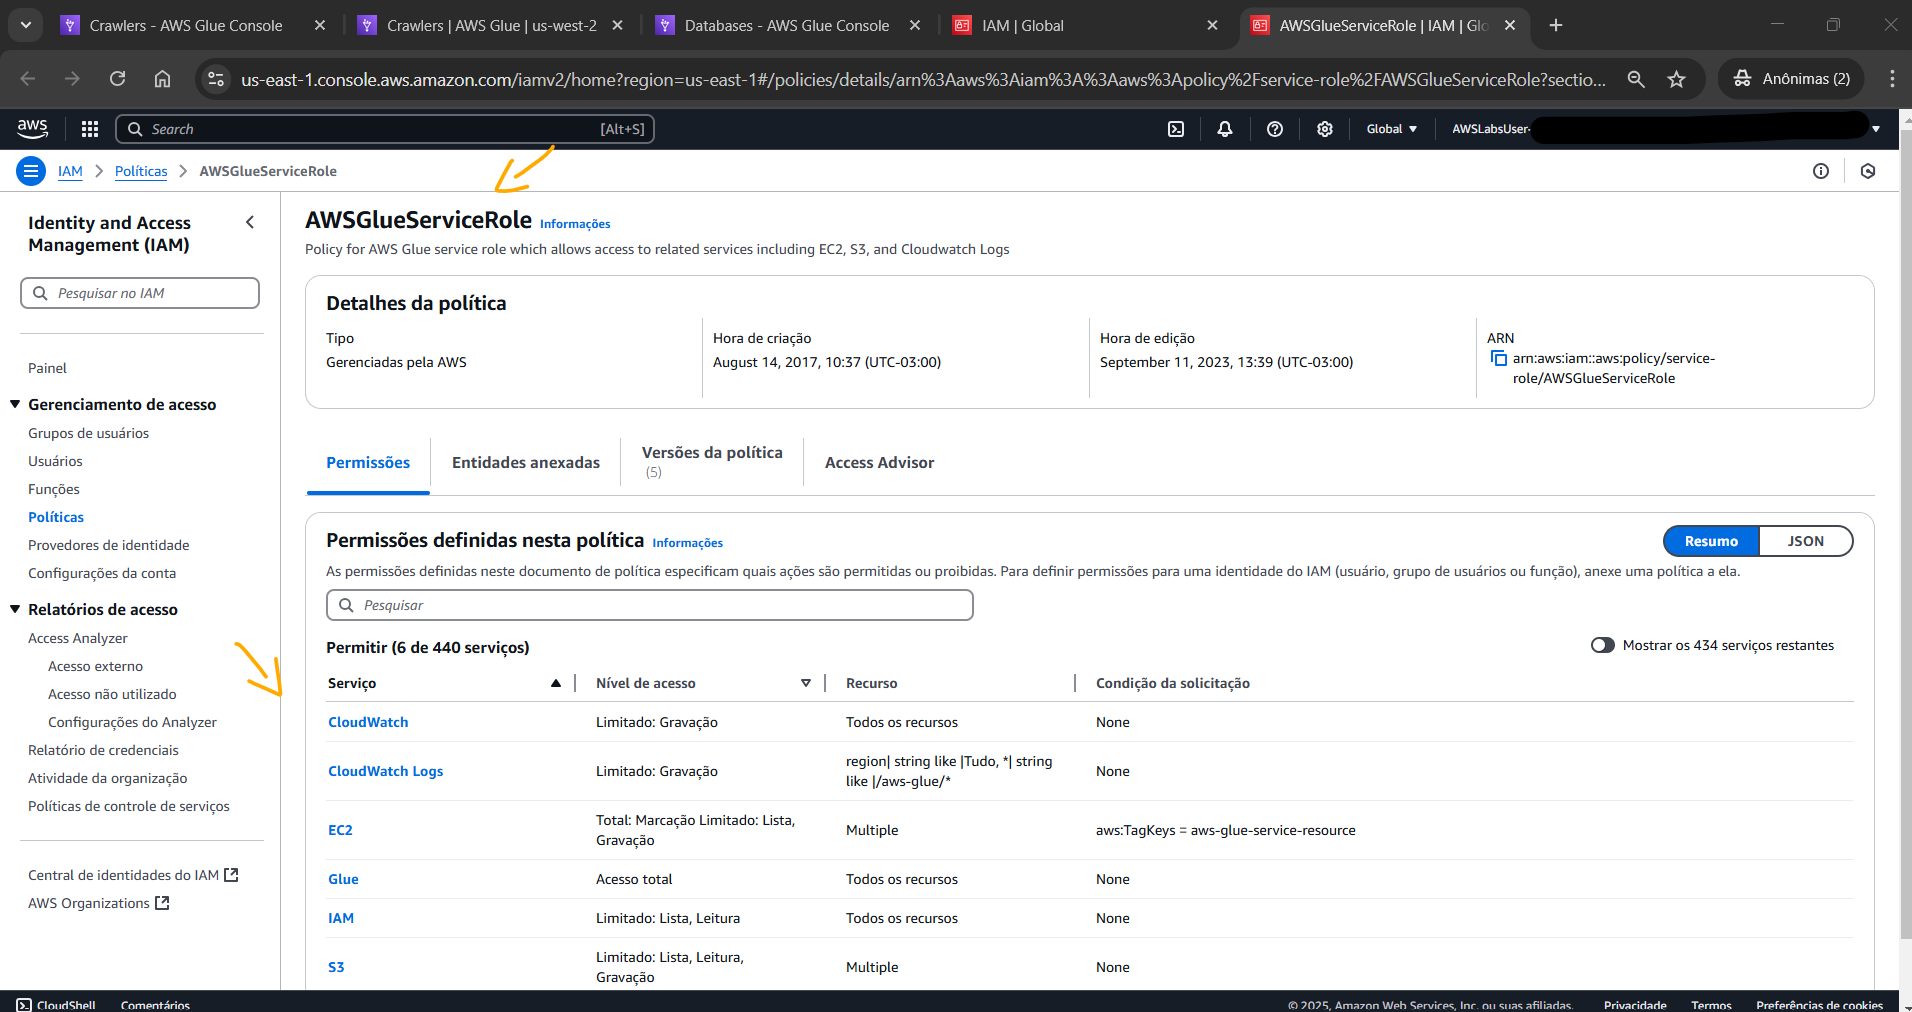 Crawlers - AWS Glue Console
Crawlers | AWS Glue | us-west-2
Databases - AWS Glue Console
IAM | Global
AWSGlueServiceRole | IAM | Glo
us-east-1.console.aws.amazon.com/iamv2/home?region=us-east-1#/policies/details/arn%3Aaws%3Aiam%3A%3Aaws%3Apolicy%2Fservice-role%2FAWSGlueServiceRole?sectio...
Anônimas (2)
aws
Search
[Alt+S]
Global
AWSLabsUser-
IAM
Políticas
AWSGlueServiceRole
Identity and Access
Management (IAM)
Pesquisar no IAM
Painel
Gerenciamento de acesso
Grupos de usuários
Usuários
Funções
Políticas
Provedores de identidade
Configurações da conta
Relatórios de acesso
Access Analyzer
Acesso externo
Acesso não utilizado
Configurações do Analyzer
Relatório de credenciais
Atividade da organização
Políticas de controle de serviços
Central de identidades do IAM
AWS Organizations
AWSGlueServiceRole Informações
Policy for AWS Glue service role which allows access to related services including EC2, S3, and Cloudwatch Logs
Detalhes da política
Tipo
Gerenciadas pela AWS
Hora de criação
August 14, 2017, 10:37 (UTC-03:00)
Hora de edição
September 11, 2023, 13:39 (UTC-03:00)
ARN
arn:aws:iam::aws:policy/service-
role/AWSGlueServiceRole
Permissões
Entidades anexadas
Versões da política
(5)
Access Advisor
Permissões definidas nesta política Informações
Resumo
JSON
As permissões definidas neste documento de política especificam quais ações são permitidas ou proibidas. Para definir permissões para uma identidade do IAM (usuário, grupo de usuários ou função), anexe uma política a ela.
Pesquisar
Permitir (6 de 440 serviços)
Mostrar os 434 serviços restantes
Serviço
Nível de acesso
Recurso
Condição da solicitação
CloudWatch
Limitado: Gravação
Todos os recursos
None
CloudWatch Logs
Limitado: Gravação
region| string like |Tudo, *| string
like |/aws-glue/*
None
EC2
Total: Marcação Limitado: Lista,
Gravação
Multiple
aws:TagKeys = aws-glue-service-resource
Glue
Acesso total
Todos os recursos
None
IAM
Limitado: Lista, Leitura
Todos os recursos
None
S3
Limitado: Lista, Leitura,
Gravação
Multiple
None
CloudShell
Comentários
© 2025, Amazon Web Services, Inc. ou suas afiliadas.
Privacidade
Termos
Preferências de cookies